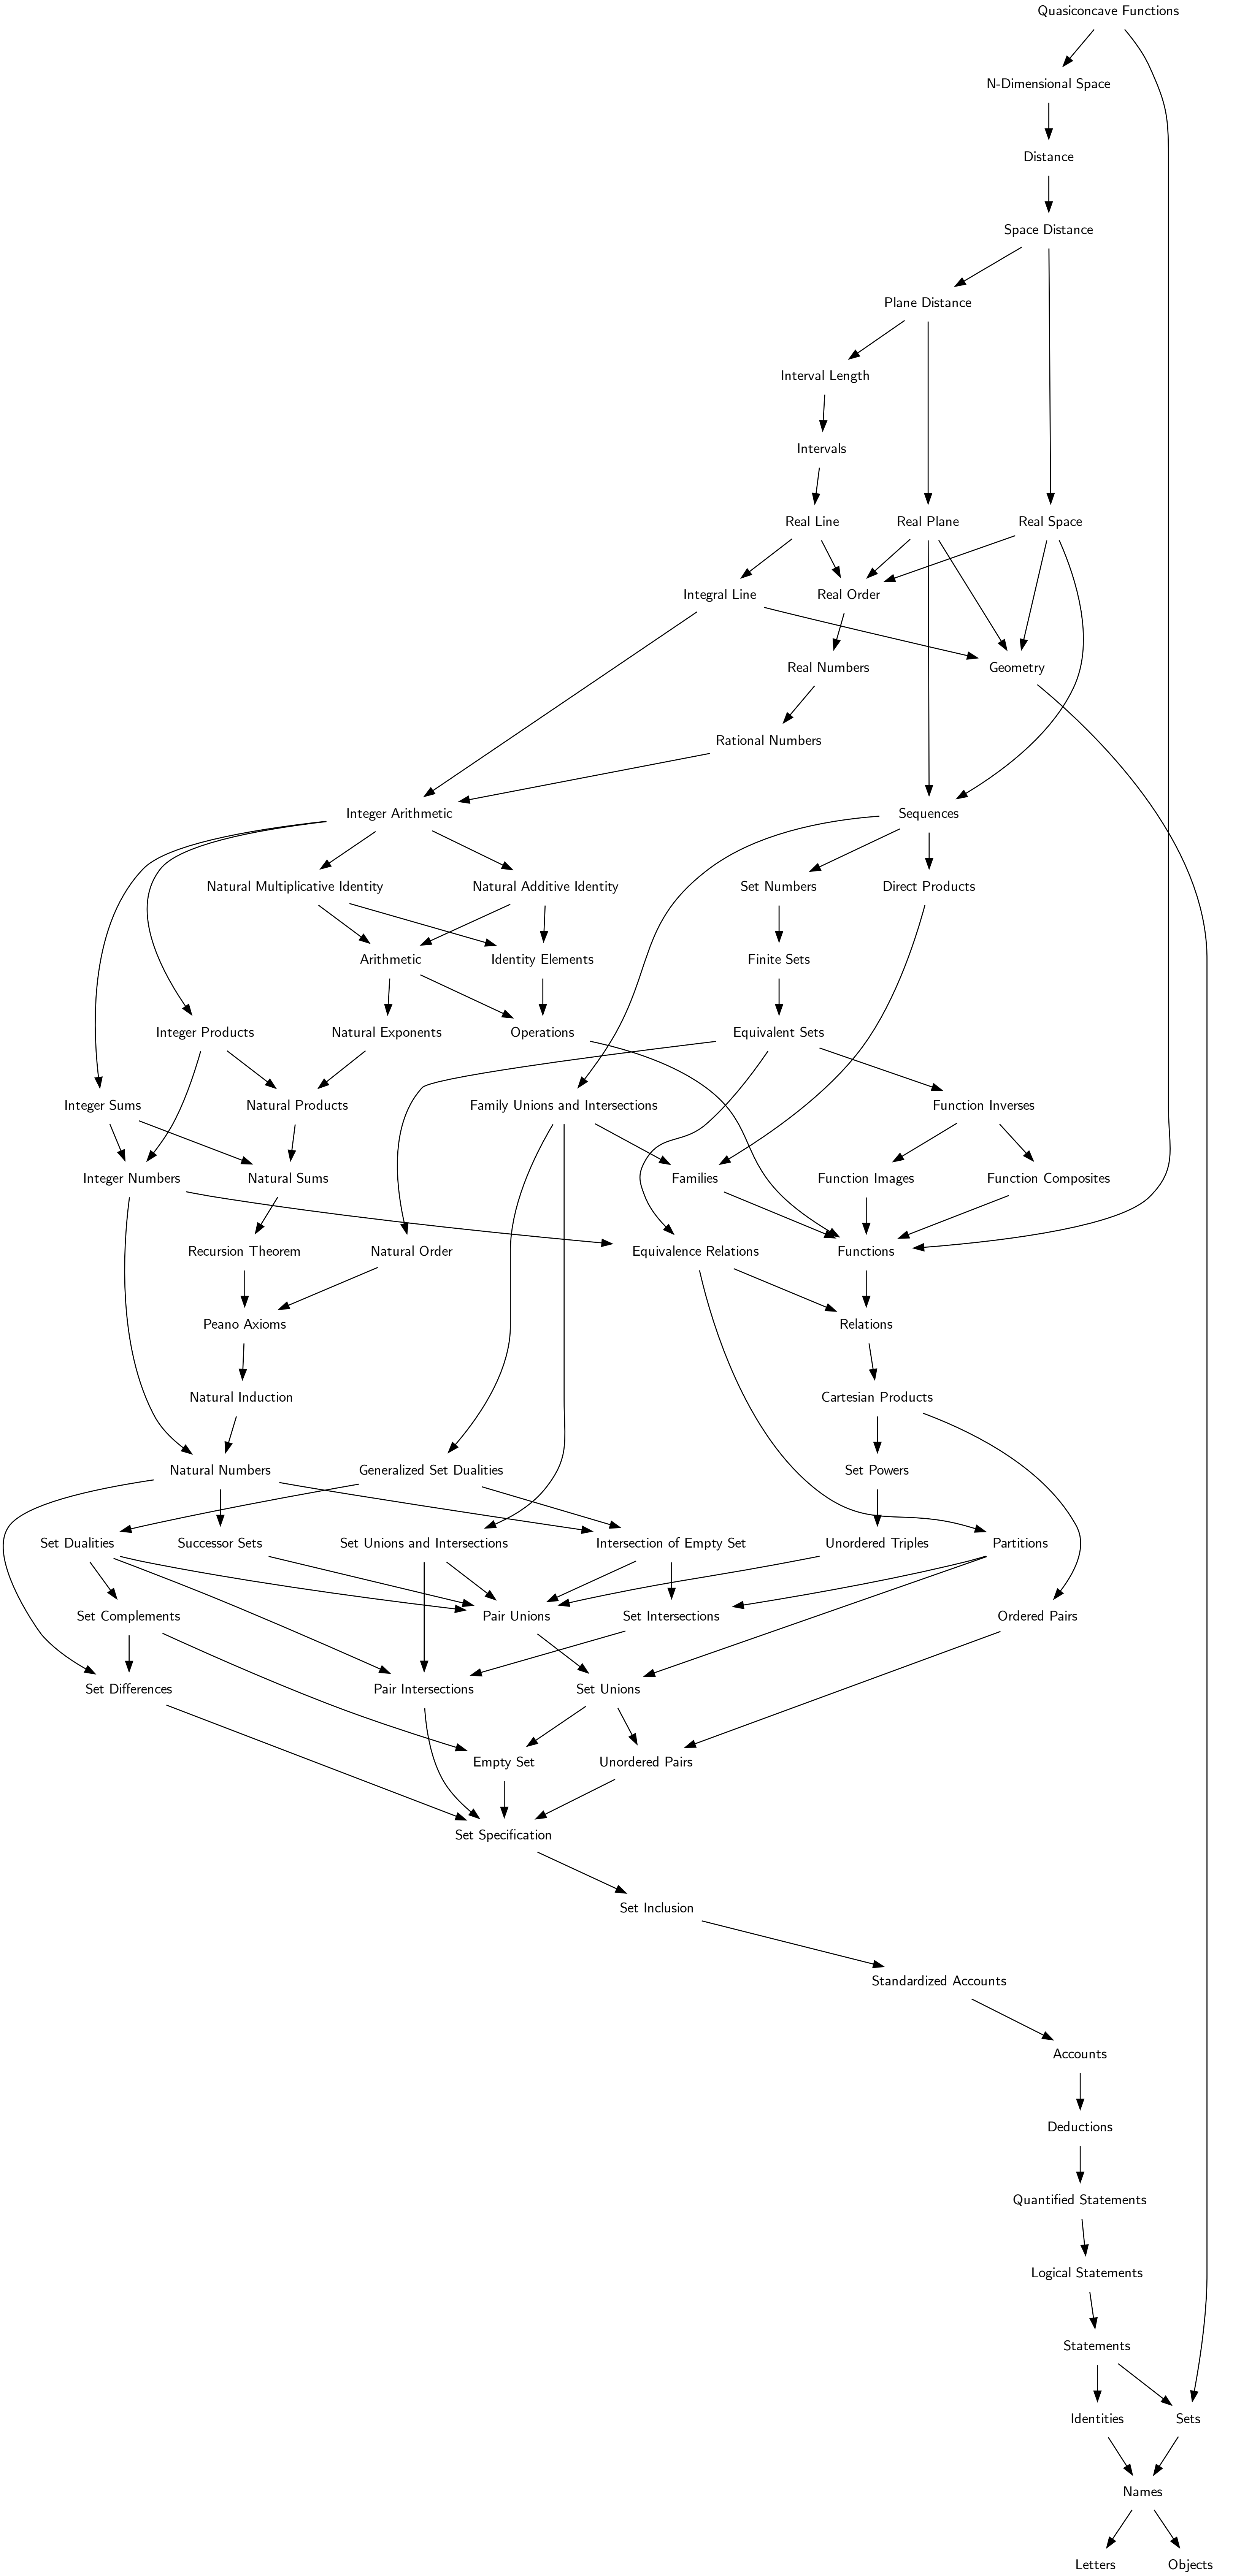 Quasiconcave Functions
N-Dimensional Space
Distance
Space Distance
Plane Distance
Interval Length
Intervals
Real Line
Real Plane
Real Space
Integral Line
Real Order
Real Numbers
Geometry
Rational Numbers
Integer Arithmetic
Sequences
Natural Multiplicative Identity
Natural Additive Identity
Set Numbers
Direct Products
Arithmetic
Identity Elements
Finite Sets
Integer Products
Natural Exponents
Operations
Equivalent Sets
Integer Sums
Natural Products
Family Unions and Intersections
Function Inverses
Integer Numbers
Natural Sums
Families
Function Images
Function Composites
Recursion Theorem
Natural Order
Equivalence Relations
Functions
Peano Axioms
Relations
Natural Induction
Cartesian Products
Natural Numbers
Generalized Set Dualities
Set Powers
Set Dualities
Successor Sets
Set Unions and Intersections
Intersection of Empty Set
Unordered Triples
Partitions
Set Complements
Pair Unions
Set Intersections
Ordered Pairs
Set Differences
Pair Intersections
Set Unions
Empty Set
Unordered Pairs
Set Specification
Set Inclusion
Standardized Accounts
Accounts
Deductions
Quantified Statements
Logical Statements
Statements
Identities
Sets
Names
Letters
Objects